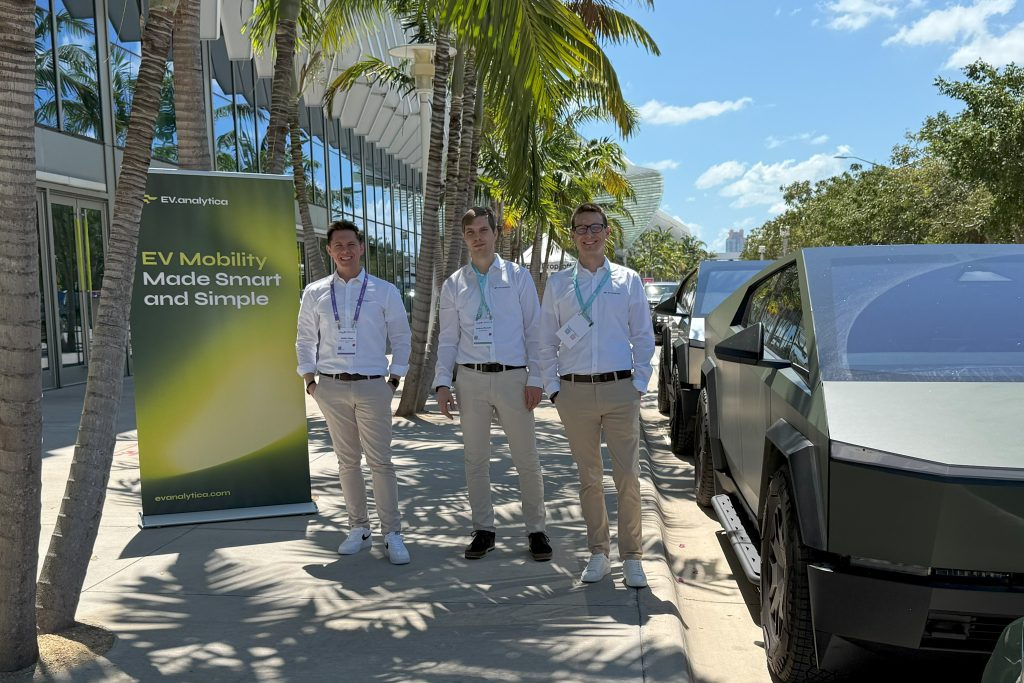 EV.analytica
EV Mobility
Made Smart
and Simple
evanalytica.com